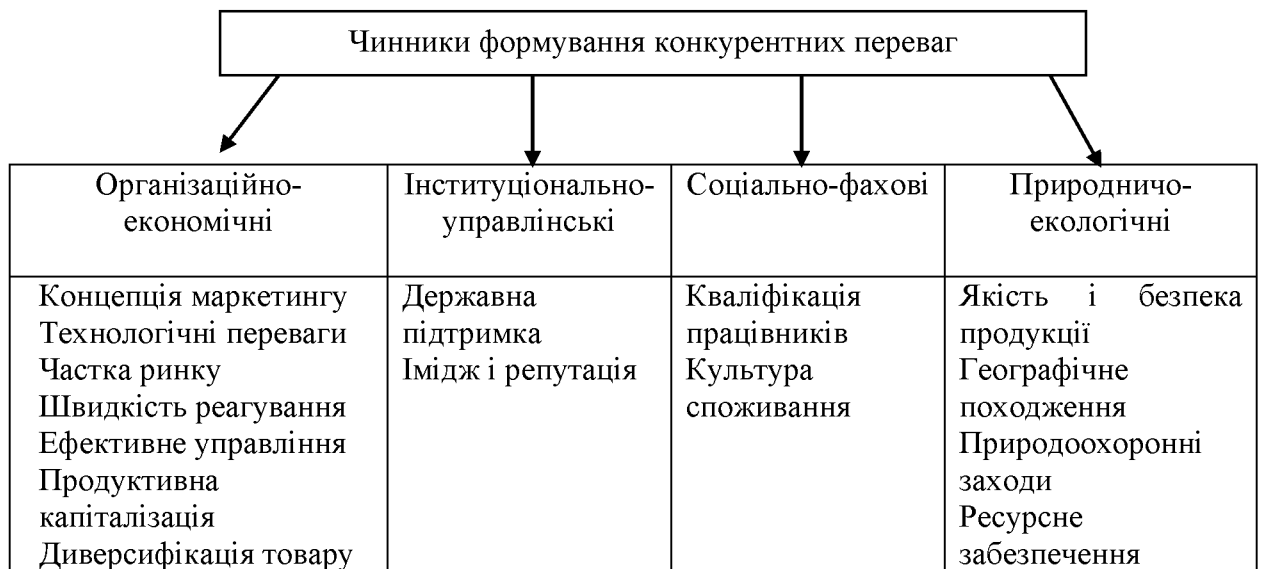 Чинники формування конкурентних переваг
Організаційно-
економічні
Інституціонально-
управлінські
Соціально-фахові
Природничо-
екологічні
Концепція маркетингу
Технологічні переваги
Частка ринку
Швидкість реагування
Ефективне управління
Продуктивна
капіталізація
Диверсифікація товару
Державна
підтримка
Імідж і репутація
Кваліфікація
працівників
Культура
споживання
Якість і безпека
продукції
Географічне
походження
Природоохоронні
заходи
Ресурсне
забезпечення